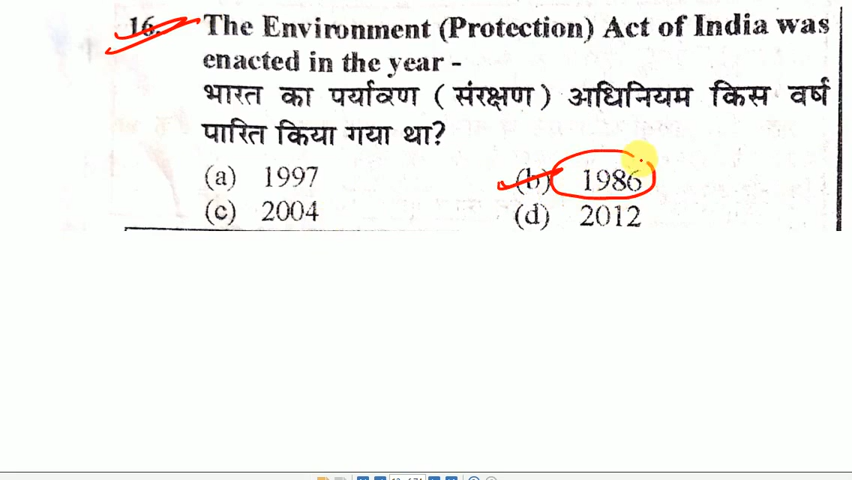 16. The Environment (Protection) Act of India was
enacted in the year -
भारत का पर्यावरण ( संरक्षण ) अधिनियम किस वर्ष
पारित किया गया था?
(a) 1997 (b) 1986
(c) 2004 (d) 2012